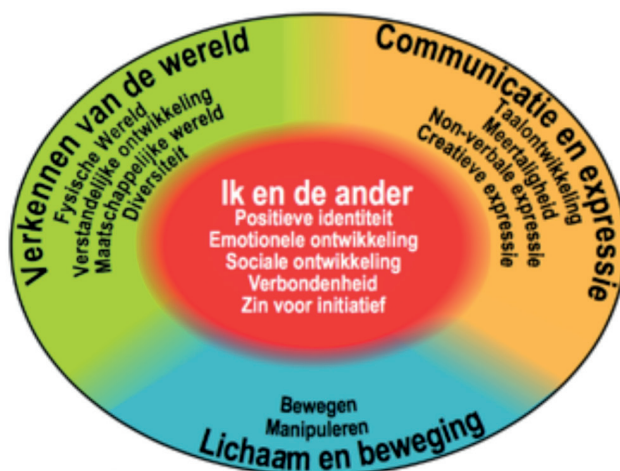 Verkennen van de wereld
Fysische Wereld
Verstandelijke ontwikkeling
Maatschappelijke wereld
Diversiteit
Communicatie en expressie
Taalontwikkeling
Meertaligheid
Non-verbale expressie
Creatieve expressie
Ik en de ander
Positieve identiteit
Emotionele ontwikkeling
Sociale ontwikkeling
Verbondenheid
Zin voor initiatief
Bewegen
Manipuleren
Lichaam en beweging